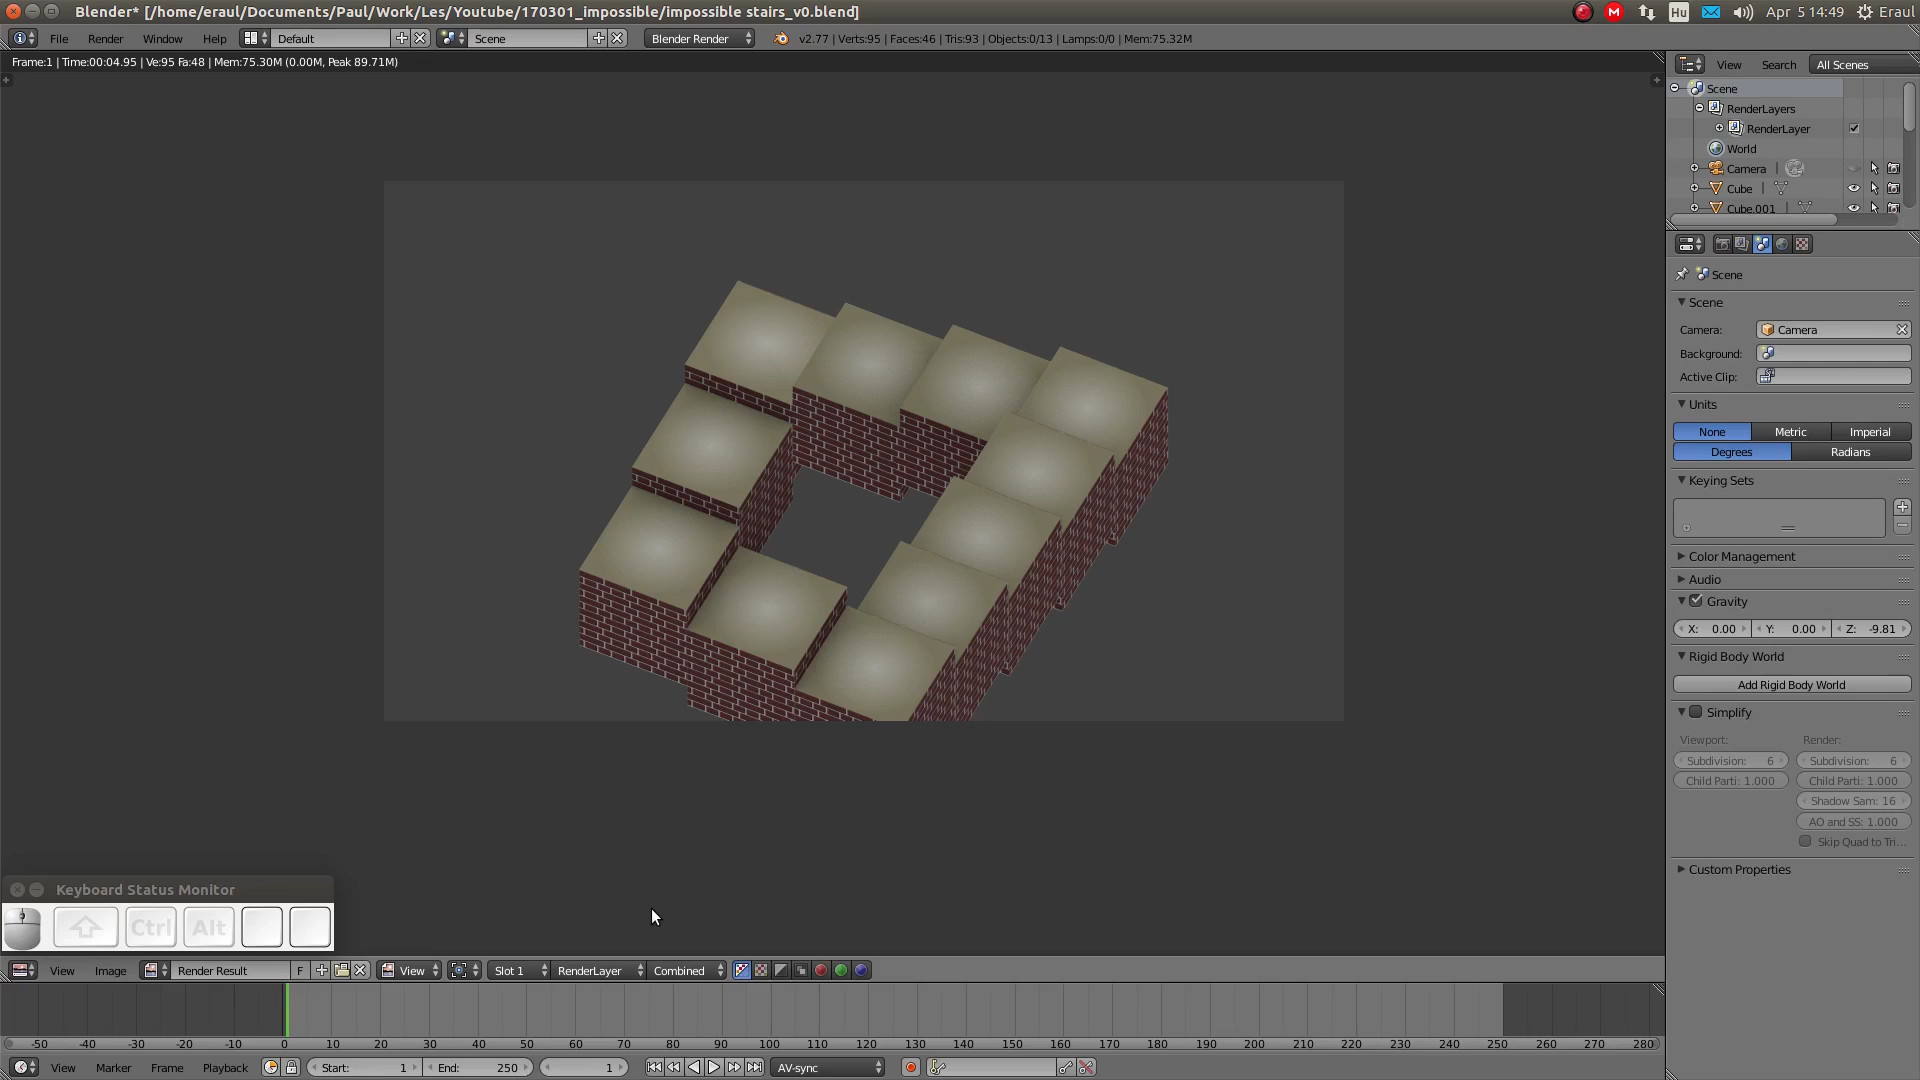 Blender* [/home/eraul/Documents/Paul/Work/Les/Youtube/170301_impossible/impossible stairs_v0.blend]
Hu
Apr 5 14:49
Eraul
File
Render
Window
Help
Default
Scene
Blender Render
v2.77 | Verts:95 | Faces:46 | Tris:93 | Objects:0/13 | Lamps:0/0 | Mem:75.32M
Frame:1 | Time:00:04.95 | Ve:95 Fa:48 | Mem:75.30M (0.00M, Peak 89.71M)
View
Search
All Scenes
Scene
RenderLayers
RenderLayer
World
Camera
Cube
Cube.001
Scene
Scene
Camera:
Camera
Background:
Active Clip:
Units
None
Metric
Imperial
Degrees
Radians
Keying Sets
Color Management
Audio
Gravity
X: 0.00
Y: 0.00
Z: -9.81
Rigid Body World
Add Rigid Body World
Simplify
Viewport:
Render:
Subdivision: 6
Subdivision: 6
Child Parti: 1.000
Child Parti: 1.000
Shadow Sam: 16
AO and SS: 1.000
Skip Quad to Tri...
Custom Properties
Keyboard Status Monitor
Ctrl
Alt
View
Image
Render Result
F
View
Slot 1
RenderLayer
Combined
-50 -40 -30 -20 -10 0 10 20 30 40 50 60 70 80 90 100 110 120 130 140 150 160 170 180 190 200 210 220 230 240 250 260 270 280
View
Marker
Frame
Playback
Start: 1
End: 250
1
AV-sync